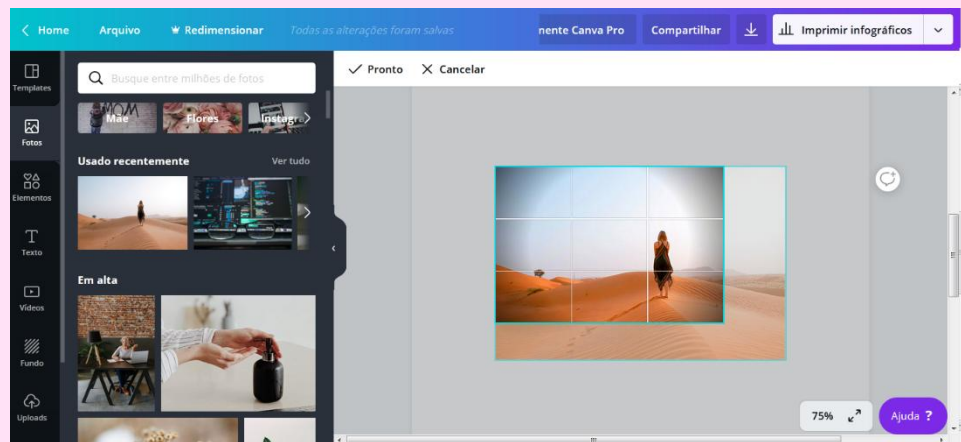 Home Arquivo Redimensionar Todas as alterações foram salvas nente Canva Pro Compartilhar Imprimir infográficos
Templates
Fotos
Elementos
Texto
Vídeos
Fundo
Uploads
Busque entre milhões de fotos
Mãe Flores Instagra
Usado recentemente Ver tudo
Em alta
Pronto Cancelar
75%
Ajuda ?